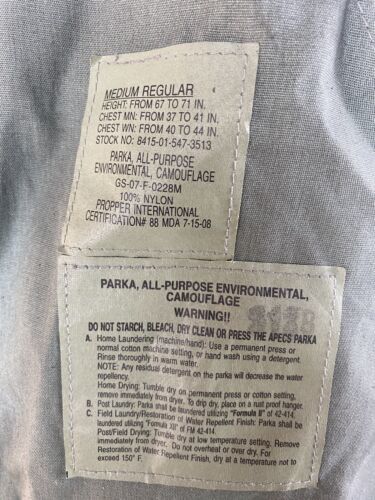 MEDIUM REGULAR
HEIGHT: FROM 67 TO 71 IN.
CHEST MN: FROM 37 TO 41 IN.
CHEST WN: FROM 40 TO 44 IN.
STOCK NO: 8415-01-547-3513
PARKA, ALL-PURPOSE
ENVIRONMENTAL, CAMOUFLAGE
GS-07-F-0228M
100% NYLON
PROPPER INTERNATIONAL
CERTIFICATION# 88 MDA 7-15-08
PARKA, ALL-PURPOSE ENVIRONMENTAL,
CAMOUFLAGE
WARNING!!
DO NOT STARCH, BLEACH, DRY CLEAN OR PRESS THE APECS PARKA
A. Home Laundering (machine/hand): Use a permanent press or
normal cotton machine setting, or hand wash using a detergent.
Rinse thoroughly in warm water.
NOTE: Any residual detergent on the parka will decrease the water
repellency.
Home Drying: Tumble dry on permanent press or cotton setting,
remove immediately from dryer. To drip dry, place on a rust proof hanger.
B. Post Laundry: Parka shall be laundered utilizing "Formula II" of 42-414.
C. Field Laundry/Restoration of Water Repellent Finish: Parka shall be
laundered utilizing "Formula XII" of FM 42-414.
Post/Field Drying: Tumble dry at low temperature setting. Remove
immediately from dryer. Do not overheat or over dry. For
Restoration of Water Repellent Finish, dry at a temperature not to
exceed 150° F.